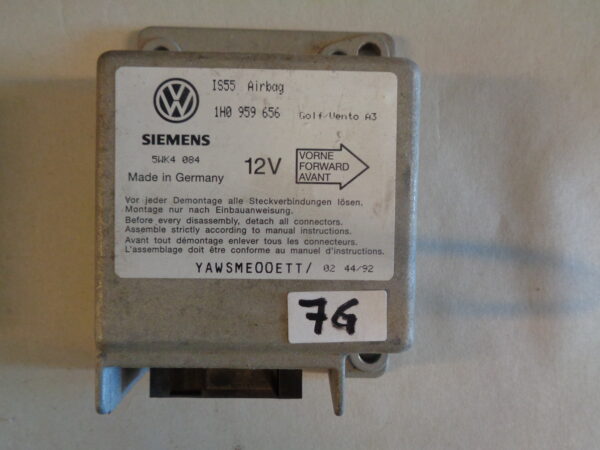 IS55 Airbag
1H0 959 656 Golf/Vento A3
SIEMENS
5WK4 084
Made in Germany
12V
VORNE
FORWARD
AVANT
Vor jeder Demontage alle Steckverbindungen lösen.
Montage nur nach Einbauanweisung.
Before every disassembly, detach all connectors.
Assemble strictly according to manual instructions.
Avant tout démontage enlever tous les connecteurs.
L'assemblage doit être conforme au manuel d'instructions.
YAWSME00ETT/ 02 44/92
7G